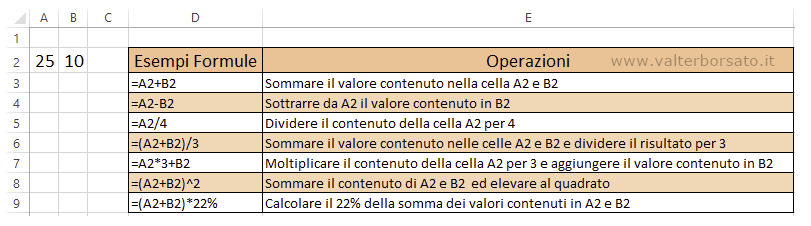 A B C D E
1
2 25 10 Esempi Formule Operazioni www.valterborsato.it
3 =A2+B2 Sommare il valore contenuto nella cella A2 e B2
4 =A2-B2 Sottrarre da A2 il valore contenuto in B2
5 =A2/4 Dividere il contenuto della cella A2 per 4
6 =(A2+B2)/3 Sommare il valore contenuto nelle celle A2 e B2 e dividere il risultato per 3
7 =A2*3+B2 Moltiplicare il contenuto della cella A2 per 3 e aggiungere il valore contenuto in B2
8 =(A2+B2)^2 Sommare il contenuto di A2 e B2 ed elevare al quadrato
9 =(A2+B2)*22% Calcolare il 22% della somma dei valori contenuti in A2 e B2